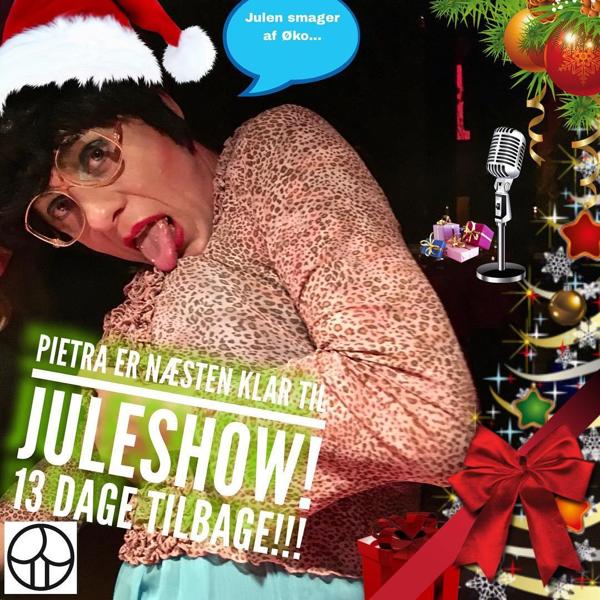 Julen smager
af Øko...
PIETRA ER NÆSTEN KLAR TIL
JULESHOW!
13 DAGE TILBAGE!!!